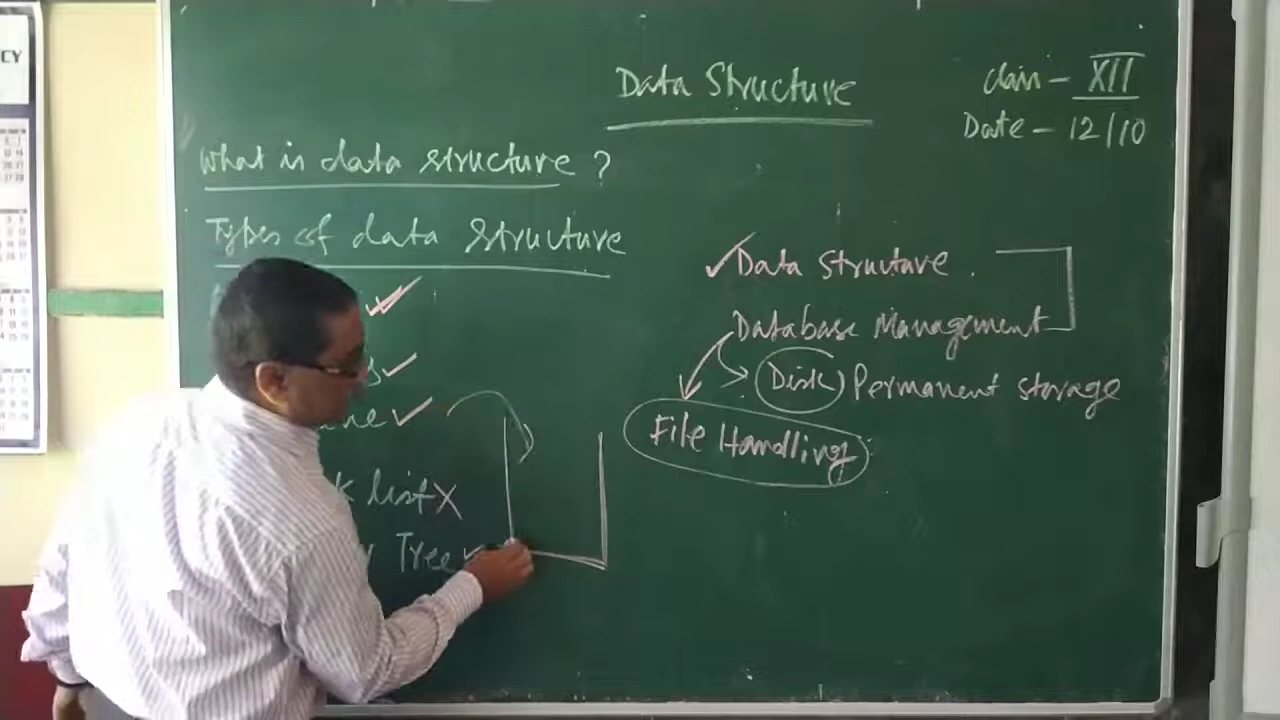 Data Structure
Class - XII
Date - 12/10
What is data structure ?
Types of data structure
Data Structure .
Database Management
Disk Permanent storage
File Handling
list X
Tree